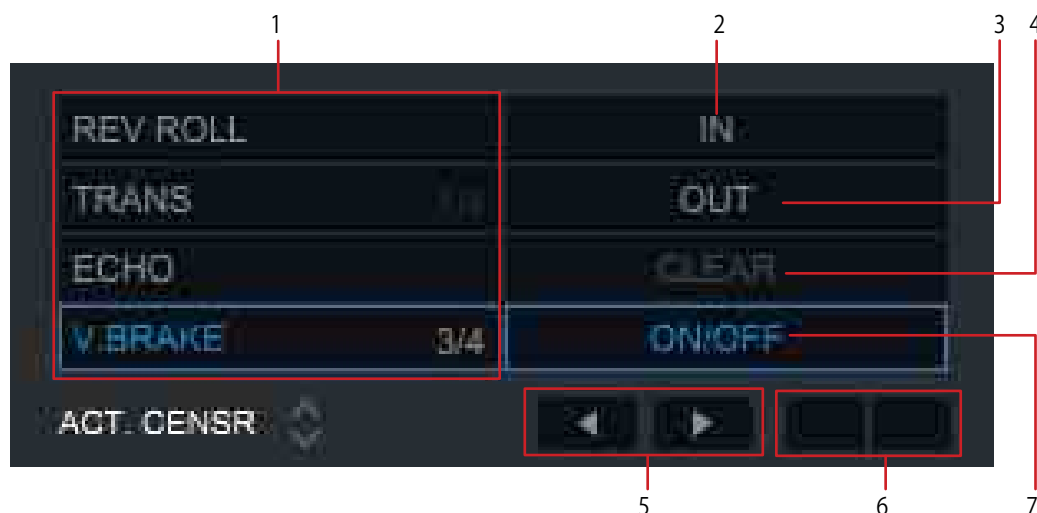 1 2 3 4
REV ROLL IN
TRANS OUT
ECHO CLEAR
V.BRAKE 3/4 ON/OFF
ACT. CENSR
5 6 7